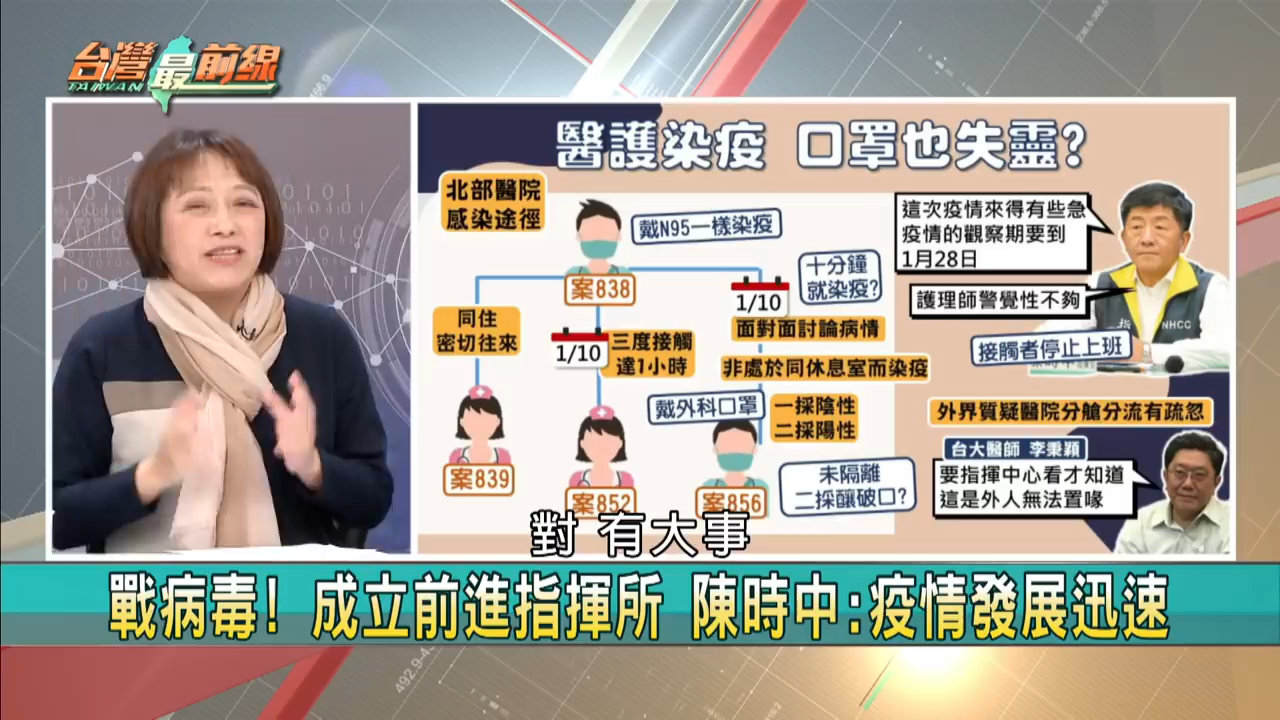 台灣最前線
TAIWAN
醫護染疫 口罩也失靈?
北部醫院
感染途徑
戴N95一樣染疫
案838
十分鐘
就染疫?
1/10
面對面討論病情
非處於同休息室而染疫
同住
密切往來
1/10
三度接觸
達1小時
戴外科口罩
一採陰性
二採陽性
案839
案852
案856
未隔離
二採釀破口?
這次疫情來得有些急
疫情的觀察期要到
1月28日
護理師警覺性不夠
指
NHCC
接觸者停止上班
外界質疑醫院分艙分流有疏忽
台大醫師 李秉穎
要指揮中心看才知道
這是外人無法置喙
對 有大事
戰病毒! 成立前進指揮所 陳時中:疫情發展迅速